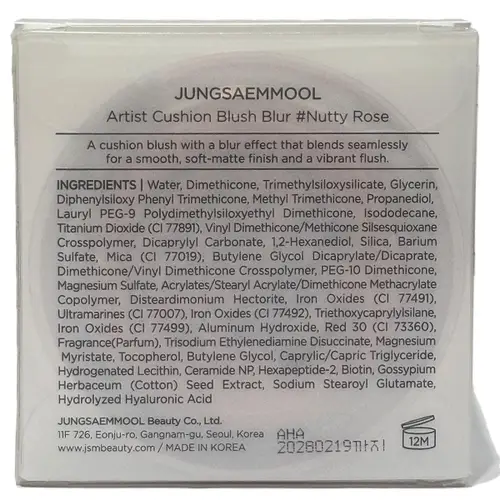 JUNGSAEMMOOL
Artist Cushion Blush Blur #Nutty Rose
A cushion blush with a blur effect that blends seamlessly
for a smooth, soft-matte finish and a vibrant flush.
INGREDIENTS | Water, Dimethicone, Trimethylsiloxysilicate, Glycerin,
Diphenylsiloxy Phenyl Trimethicone, Methyl Trimethicone, Propanediol,
Lauryl PEG-9 Polydimethylsiloxyethyl Dimethicone, Isododecane,
Titanium Dioxide (CI 77891), Vinyl Dimethicone/Methicone Silsesquioxane
Crosspolymer, Dicaprylyl Carbonate, 1,2-Hexanediol, Silica, Barium
Sulfate, Mica (CI 77019), Butylene Glycol Dicaprylate/Dicaprate,
Dimethicone/Vinyl Dimethicone Crosspolymer, PEG-10 Dimethicone,
Magnesium Sulfate, Acrylates/Stearyl Acrylate/Dimethicone Methacrylate
Copolymer, Disteardimonium Hectorite, Iron Oxides (CI 77491),
Ultramarines (CI 77007), Iron Oxides (CI 77492), Triethoxycaprylylsilane,
Iron Oxides (CI 77499), Aluminum Hydroxide, Red 30 (CI 73360),
Fragrance(Parfum), Trisodium Ethylenediamine Disuccinate, Magnesium
Myristate, Tocopherol, Butylene Glycol, Caprylic/Capric Triglyceride,
Hydrogenated Lecithin, Ceramide NP, Hexapeptide-2, Biotin, Gossypium
Herbaceum (Cotton) Seed Extract, Sodium Stearoyl Glutamate,
Hydrolyzed Hyaluronic Acid
JUNGSAEMMOOL Beauty Co., Ltd.
11F 726, Eonju-ro, Gangnam-gu, Seoul, Korea
www.jsmbeauty.com / MADE IN KOREA
AHA
20280219까지
12M